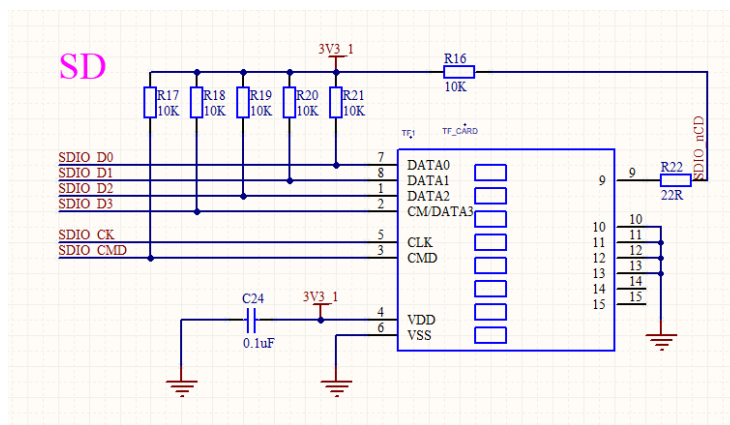 SD
3V3_1
R16
10K
R17
10K
R18
10K
R19
10K
R20
10K
R21
10K
TF1
TF_CARD
SDIO_D0
7
DATA0
SDIO_D1
8
DATA1
SDIO_D2
1
DATA2
SDIO_D3
2
CM/DATA3
SDIO_CK
5
CLK
SDIO_CMD
3
CMD
9
9
R22
22R
SDIO_nCD
10
10
11
11
12
12
13
13
14
14
15
15
C24
0.1uF
3V3_1
4
VDD
6
VSS